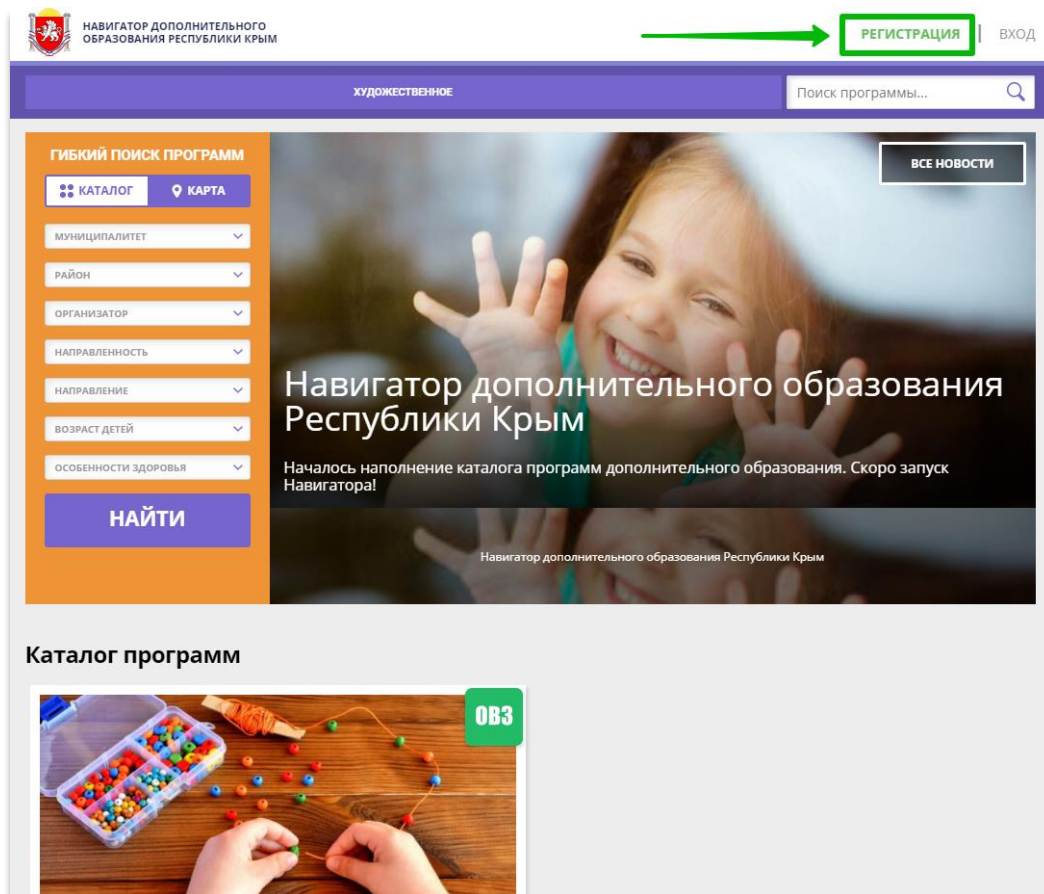 НАВИГАТОР ДОПОЛНИТЕЛЬНОГО
ОБРАЗОВАНИЯ РЕСПУБЛИКИ КРЫМ
РЕГИСТРАЦИЯ | ВХОД
ХУДОЖЕСТВЕННОЕ
Поиск программы...
ГИБКИЙ ПОИСК ПРОГРАММ
КАТАЛОГ
КАРТА
МУНИЦИПАЛИТЕТ
РАЙОН
ОРГАНИЗАТОР
НАПРАВЛЕННОСТЬ
НАПРАВЛЕНИЕ
ВОЗРАСТ ДЕТЕЙ
ОСОБЕННОСТИ ЗДОРОВЬЯ
НАЙТИ
ВСЕ НОВОСТИ
Навигатор дополнительного образования
Республики Крым
Началось наполнение каталога программ дополнительного образования. Скоро запуск
Навигатора!
Навигатор дополнительного образования Республики Крым
Каталог программ
ОВЗ